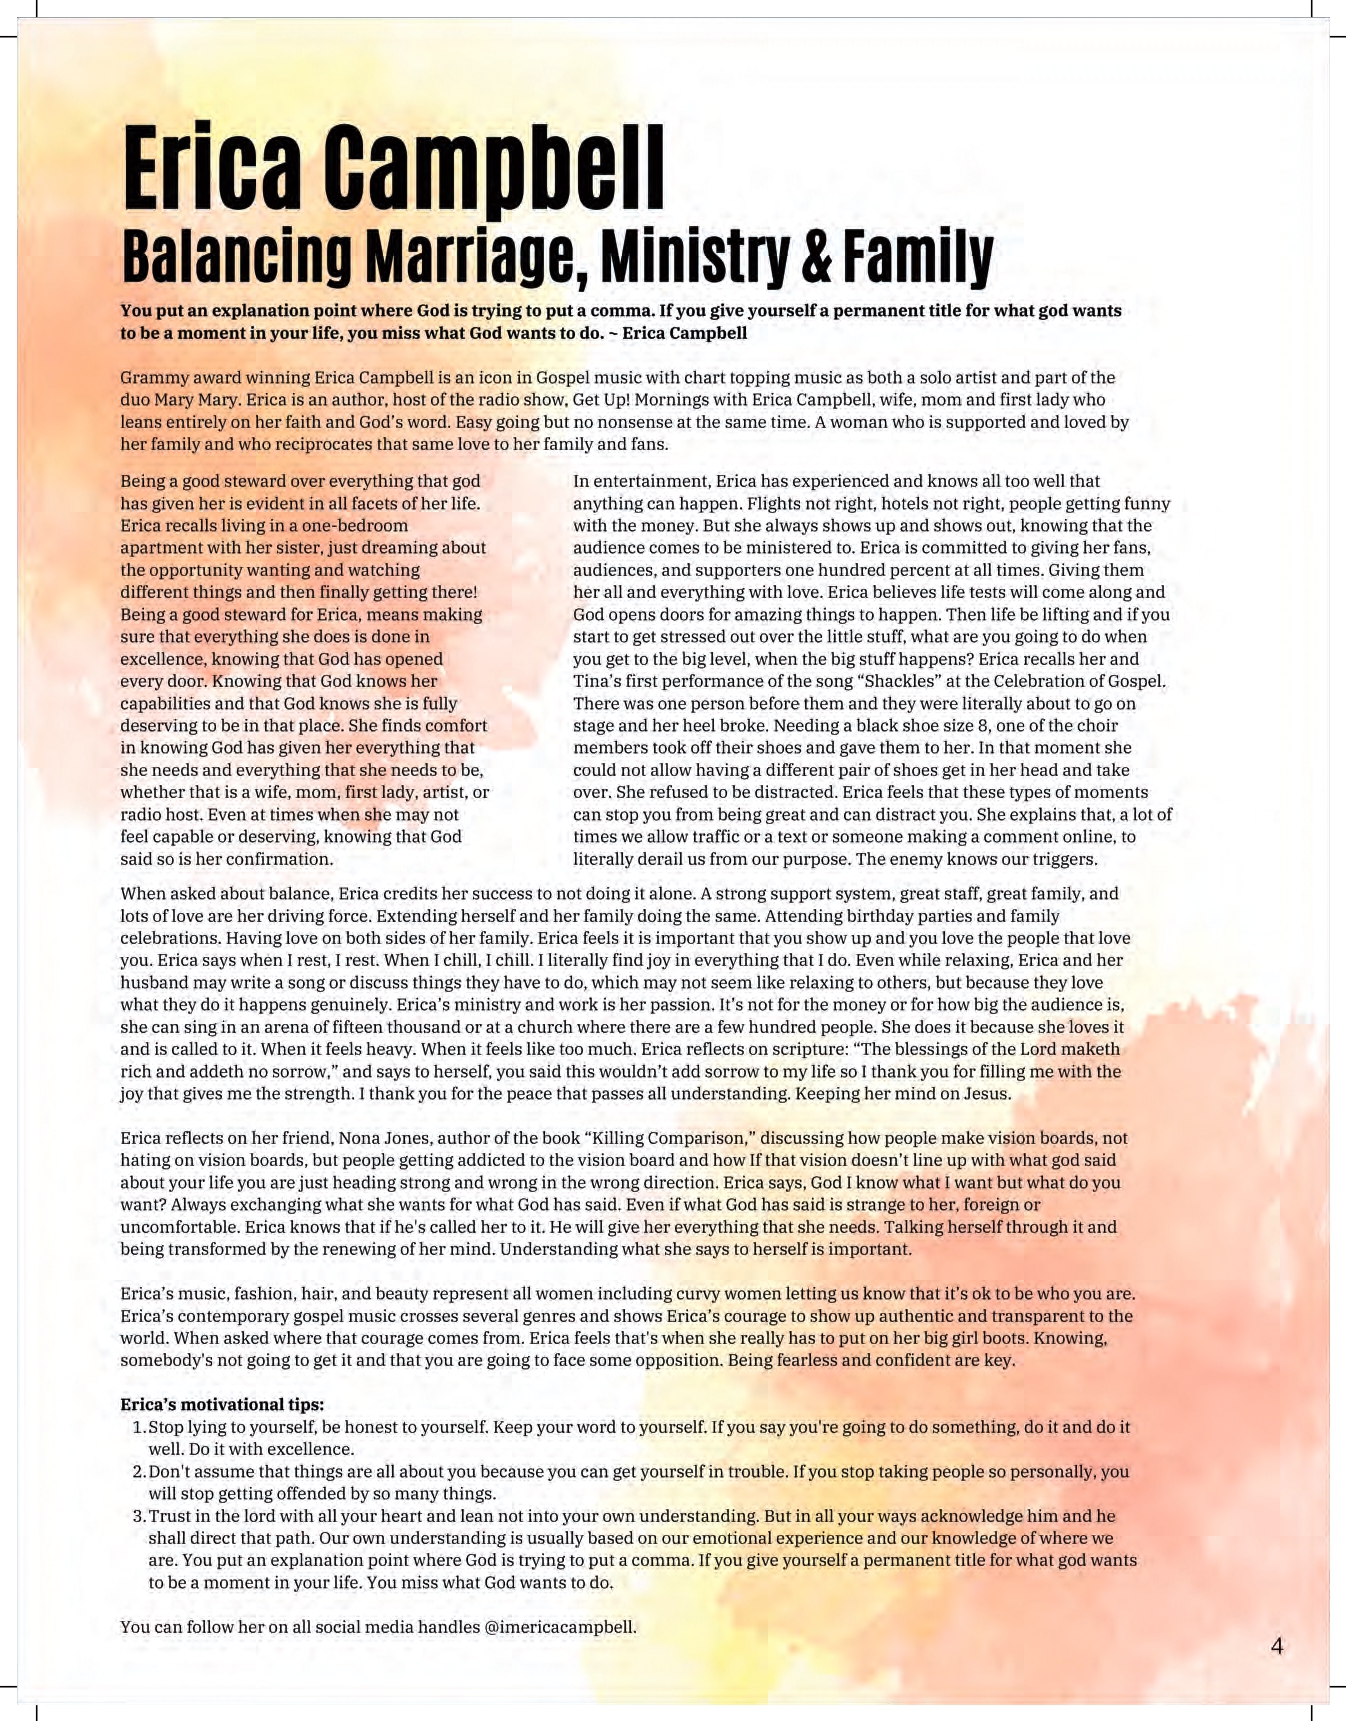 Erica Campbell
Balancing Marriage, Ministry & Family
You put an explanation point where God is trying to put a comma. If you give yourself a permanent title for what god wants
to be a moment in your life, you miss what God wants to do. ~ Erica Campbell
Grammy award winning Erica Campbell is an icon in Gospel music with chart topping music as both a solo artist and part of the
duo Mary Mary. Erica is an author, host of the radio show, Get Up! Mornings with Erica Campbell, wife, mom and first lady who
leans entirely on her faith and God's word. Easy going but no nonsense at the same time. A woman who is supported and loved by
her family and who reciprocates that same love to her family and fans.
Being a good steward over everything that god
has given her is evident in all facets of her life.
Erica recalls living in a one-bedroom
apartment with her sister, just dreaming about
the opportunity wanting and watching
different things and then finally getting there!
Being a good steward for Erica, means making
sure that everything she does is done in
excellence, knowing that God has opened
every door. Knowing that God knows her
capabilities and that God knows she is fully
deserving to be in that place. She finds comfort
in knowing God has given her everything that
she needs and everything that she needs to be,
whether that is a wife, mom, first lady, artist, or
radio host. Even at times when she may not
feel capable or deserving, knowing that God
said so is her confirmation.
In entertainment, Erica has experienced and knows all too well that
anything can happen. Flights not right, hotels not right, people getting funny
with the money. But she always shows up and shows out, knowing that the
audience comes to be ministered to. Erica is committed to giving her fans,
audiences, and supporters one hundred percent at all times. Giving them
her all and everything with love. Erica believes life tests will come along and
God opens doors for amazing things to happen. Then life be lifting and if you
start to get stressed out over the little stuff, what are you going to do when
you get to the big level, when the big stuff happens? Erica recalls her and
Tina's first performance of the song “Shackles” at the Celebration of Gospel.
There was one person before them and they were literally about to go on
stage and her heel broke. Needing a black shoe size 8, one of the choir
members took off their shoes and gave them to her. In that moment she
could not allow having a different pair of shoes get in her head and take
over. She refused to be distracted. Erica feels that these types of moments
can stop you from being great and can distract you. She explains that, a lot of
times we allow traffic or a text or someone making a comment online, to
literally derail us from our purpose. The enemy knows our triggers.
When asked about balance, Erica credits her success to not doing it alone. A strong support system, great staff, great family, and
lots of love are her driving force. Extending herself and her family doing the same. Attending birthday parties and family
celebrations. Having love on both sides of her family. Erica feels it is important that you show up and you love the people that love
you. Erica says when I rest, I rest. When I chill, I chill. I literally find joy in everything that I do. Even while relaxing, Erica and her
husband may write a song or discuss things they have to do, which may not seem like relaxing to others, but because they love
what they do it happens genuinely. Erica's ministry and work is her passion. It's not for the money or for how big the audience is,
she can sing in an arena of fifteen thousand or at a church where there are a few hundred people. She does it because she loves it
and is called to it. When it feels heavy. When it feels like too much. Erica reflects on scripture: “The blessings of the Lord maketh
rich and addeth no sorrow,” and says to herself, you said this wouldn't add sorrow to my life so I thank you for filling me with the
joy that gives me the strength. I thank you for the peace that passes all understanding. Keeping her mind on Jesus.
Erica reflects on her friend, Nona Jones, author of the book “Killing Comparison,” discussing how people make vision boards, not
hating on vision boards, but people getting addicted to the vision board and how If that vision doesn't line up with what god said
about your life you are just heading strong and wrong in the wrong direction. Erica says, God I know what I want but what do you
want? Always exchanging what she wants for what God has said. Even if what God has said is strange to her, foreign or
uncomfortable. Erica knows that if he's called her to it. He will give her everything that she needs. Talking herself through it and
being transformed by the renewing of her mind. Understanding what she says to herself is important.
Erica's music, fashion, hair, and beauty represent all women including curvy women letting us know that it's ok to be who you are.
Erica's contemporary gospel music crosses several genres and shows Erica's courage to show up authentic and transparent to the
world. When asked where that courage comes from. Erica feels that's when she really has to put on her big girl boots. Knowing,
somebody's not going to get it and that you are going to face some opposition. Being fearless and confident are key.
Erica's motivational tips:
1. Stop lying to yourself, be honest to yourself. Keep your word to yourself. If you say you're going to do something, do it and do it
well. Do it with excellence.
2. Don't assume that things are all about you because you can get yourself in trouble. If you stop taking people so personally, you
will stop getting offended by so many things.
3. Trust in the lord with all your heart and lean not into your own understanding. But in all your ways acknowledge him and he
shall direct that path. Our own understanding is usually based on our emotional experience and our knowledge of where we
are. You put an explanation point where God is trying to put a comma. If you give yourself a permanent title for what god wants
to be a moment in your life. You miss what God wants to do.
You can follow her on all social media handles @imericacampbell.
4